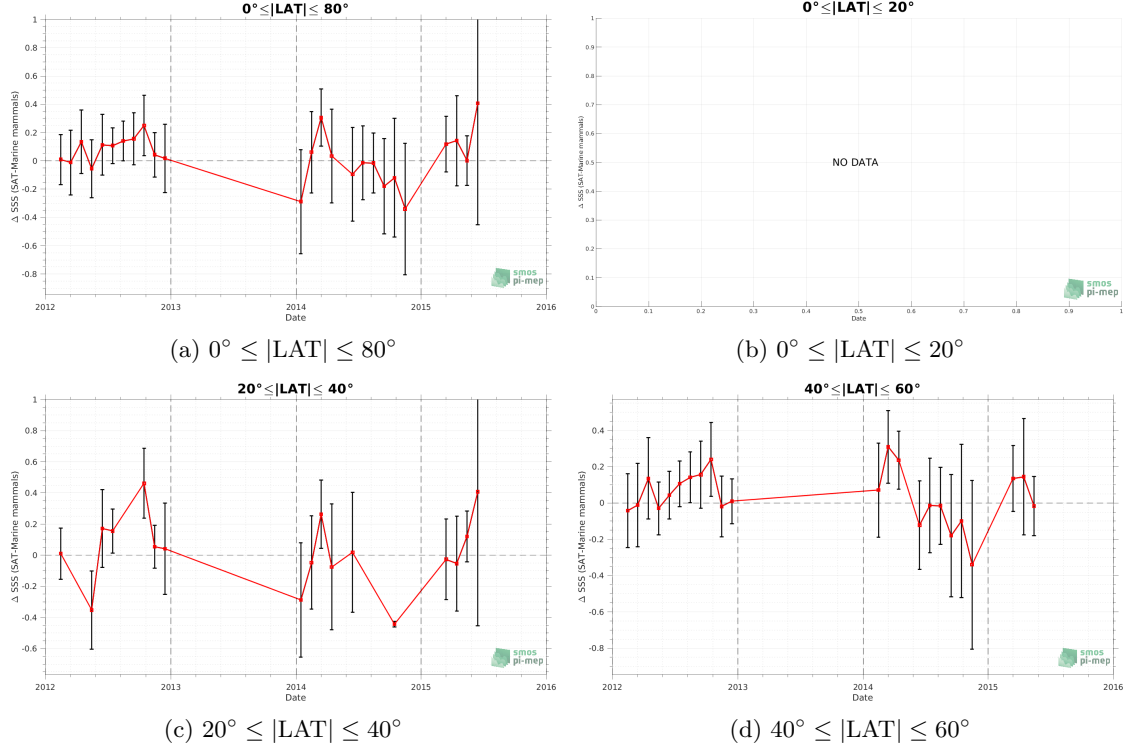 0°≤|LAT|≤ 80°
1
0.8
0.6
0.4
0.2
0
-0.2
-0.4
-0.6
-0.8
Δ SSS (SAT-Marine mammals)
2012 2013 2014 2015 2016
Date
smos
pi-mep
(a) 0° ≤ |LAT| ≤ 80°
0°≤|LAT|≤ 20°
1
0.9
0.8
0.7
0.6
0.5
0.4
0.3
0.2
0.1
0
Δ SSS (SAT-Marine mammals)
NO DATA
0 0.1 0.2 0.3 0.4 0.5 0.6 0.7 0.8 0.9 1
Date
smos
pi-mep
(b) 0° ≤ |LAT| ≤ 20°
20°≤|LAT|≤ 40°
1
0.8
0.6
0.4
0.2
0
-0.2
-0.4
-0.6
Δ SSS (SAT-Marine mammals)
2012 2013 2014 2015 2016
Date
smos
pi-mep
(c) 20° ≤ |LAT| ≤ 40°
40°≤|LAT|≤ 60°
0.4
0.2
0
-0.2
-0.4
-0.6
-0.8
Δ SSS (SAT-Marine mammals)
2012 2013 2014 2015 2016
Date
smos
pi-mep
(d) 40° ≤ |LAT| ≤ 60°